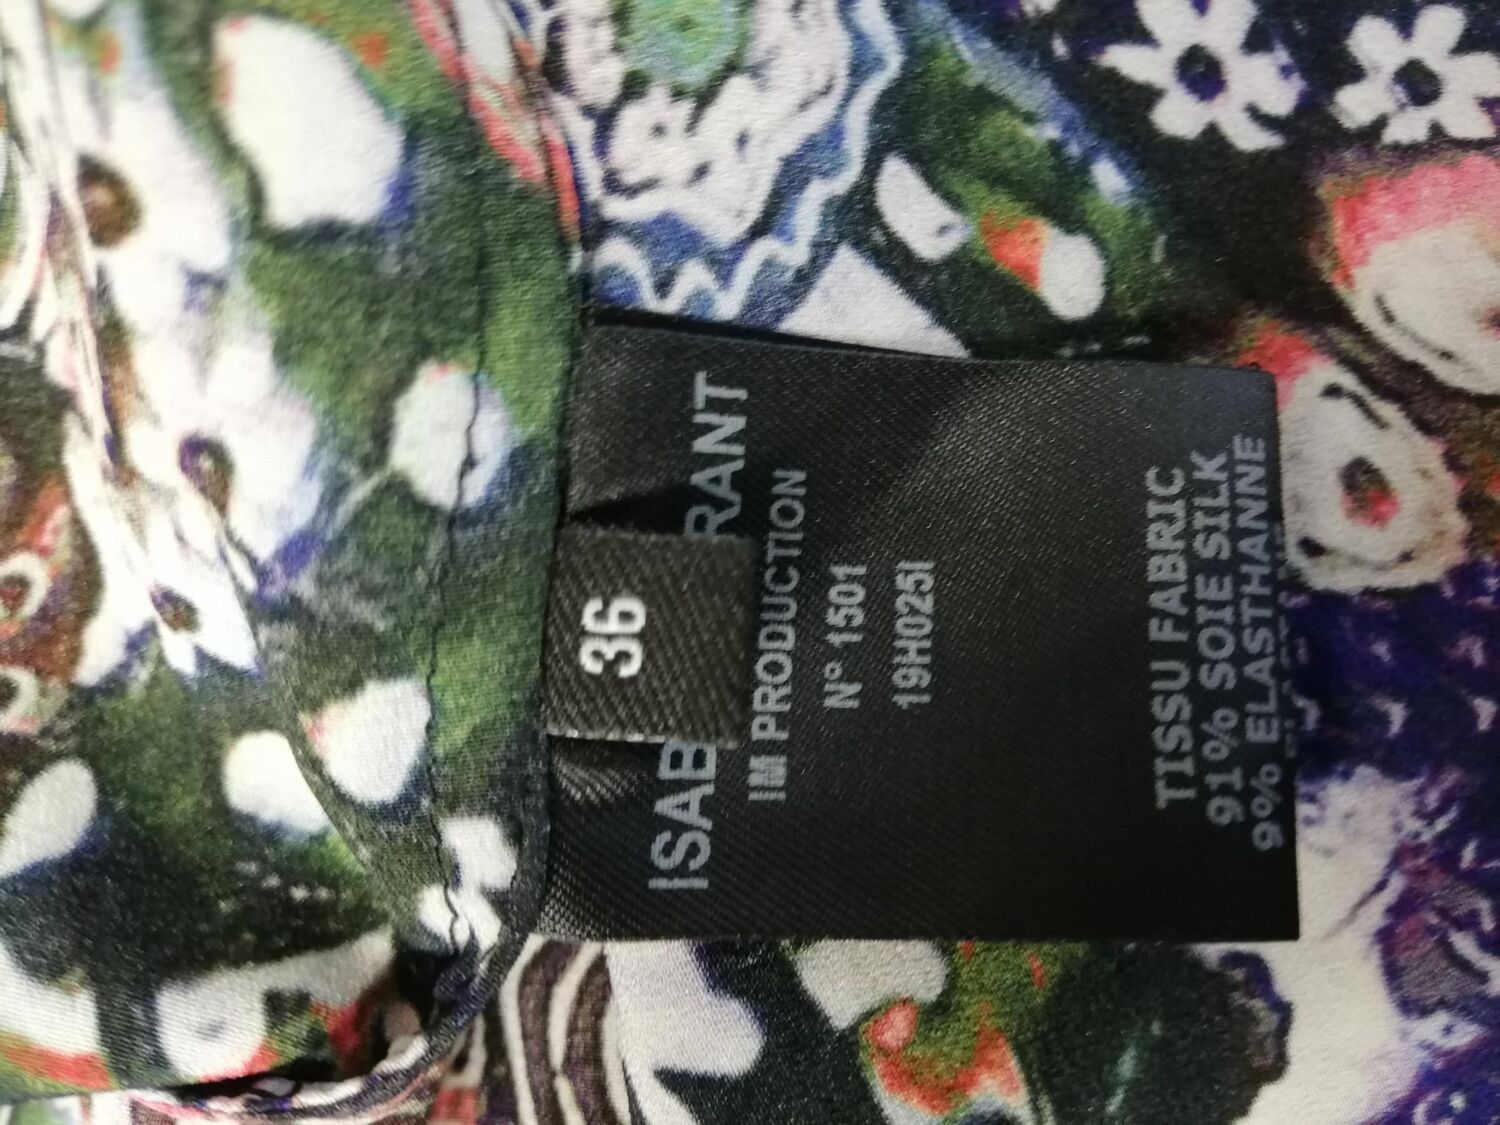 36
ISAB RANT
IM PRODUCTION
N° 1501
19H025I
TISSU FABRIC
91% SOIE SILK
9% ELASTHANNE